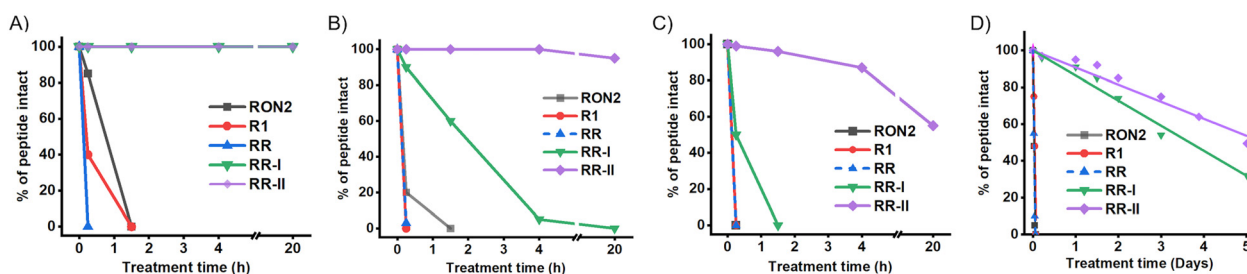 A)
% of peptide intact
100
80
60
40
20
0
RON2
R1
RR
RR-I
RR-II
0 1 2 3 4 20
Treatment time (h)
B)
% of peptide intact
100
80
60
40
20
0
RON2
R1
RR
RR-I
RR-II
0 1 2 3 4 20
Treatment time (h)
C)
% of peptide intact
100
80
60
40
20
0
RON2
R1
RR
RR-I
RR-II
0 1 2 3 4 20
Treatment time (h)
D)
% of peptide intact
100
80
60
40
20
0
RON2
R1
RR
RR-I
RR-II
0 1 2 3 4 5
Treatment time (Days)